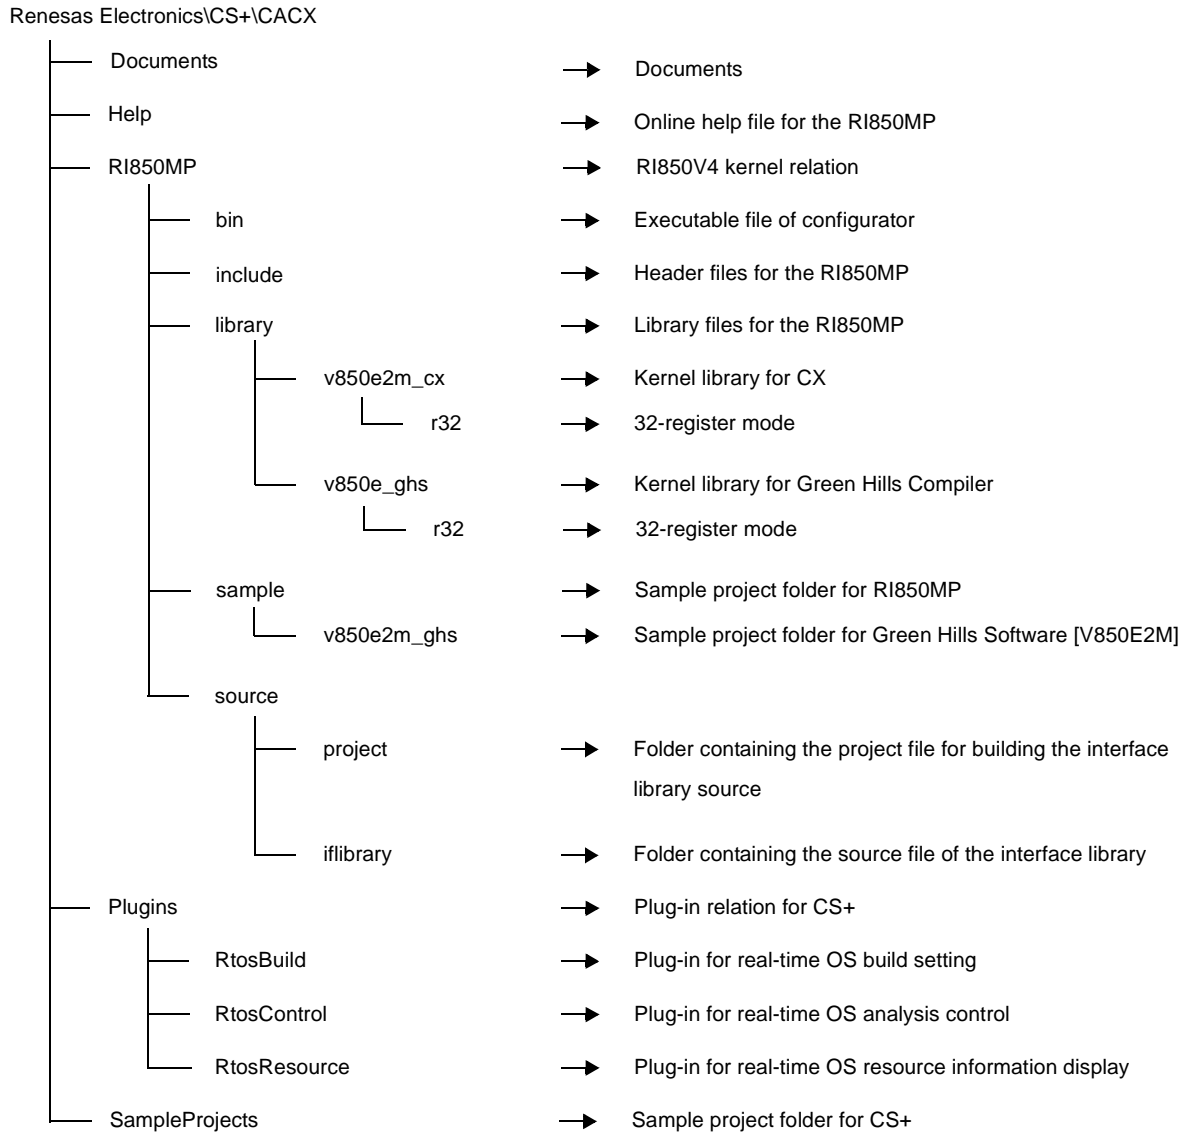 Renesas Electronics\CS+\CACX
Documents Documents
Help Online help file for the RI850MP
RI850MP RI850V4 kernel relation
bin Executable file of configurator
include Header files for the RI850MP
library Library files for the RI850MP
v850e2m_cx Kernel library for CX
r32 32-register mode
v850e_ghs Kernel library for Green Hills Compiler
r32 32-register mode
sample Sample project folder for RI850MP
v850e2m_ghs Sample project folder for Green Hills Software [V850E2M]
source
project Folder containing the project file for building the interface
library source
iflibrary Folder containing the source file of the interface library
Plugins Plug-in relation for CS+
RtosBuild Plug-in for real-time OS build setting
RtosControl Plug-in for real-time OS analysis control
RtosResource Plug-in for real-time OS resource information display
SampleProjects Sample project folder for CS+